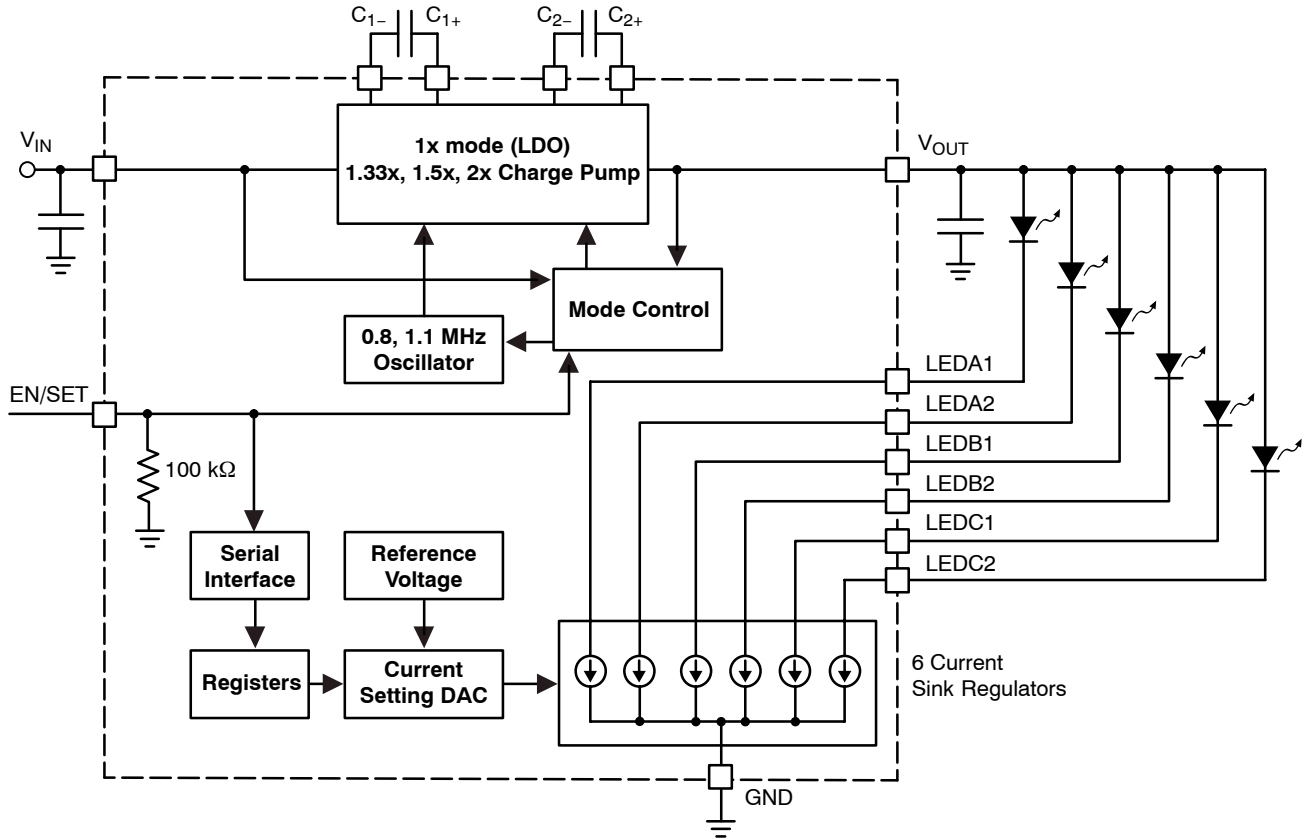 C1− C1+ C2− C2+
VIN
1x mode (LDO)
1.33x, 1.5x, 2x Charge Pump
VOUT
Mode Control
0.8, 1.1 MHz
Oscillator
LEDA1
EN/SET
LEDA2
LEDB1
100 kΩ
LEDB2
LEDC1
Serial
Interface
Reference
Voltage
LEDC2
Registers
Current
Setting DAC
6 Current
Sink Regulators
GND